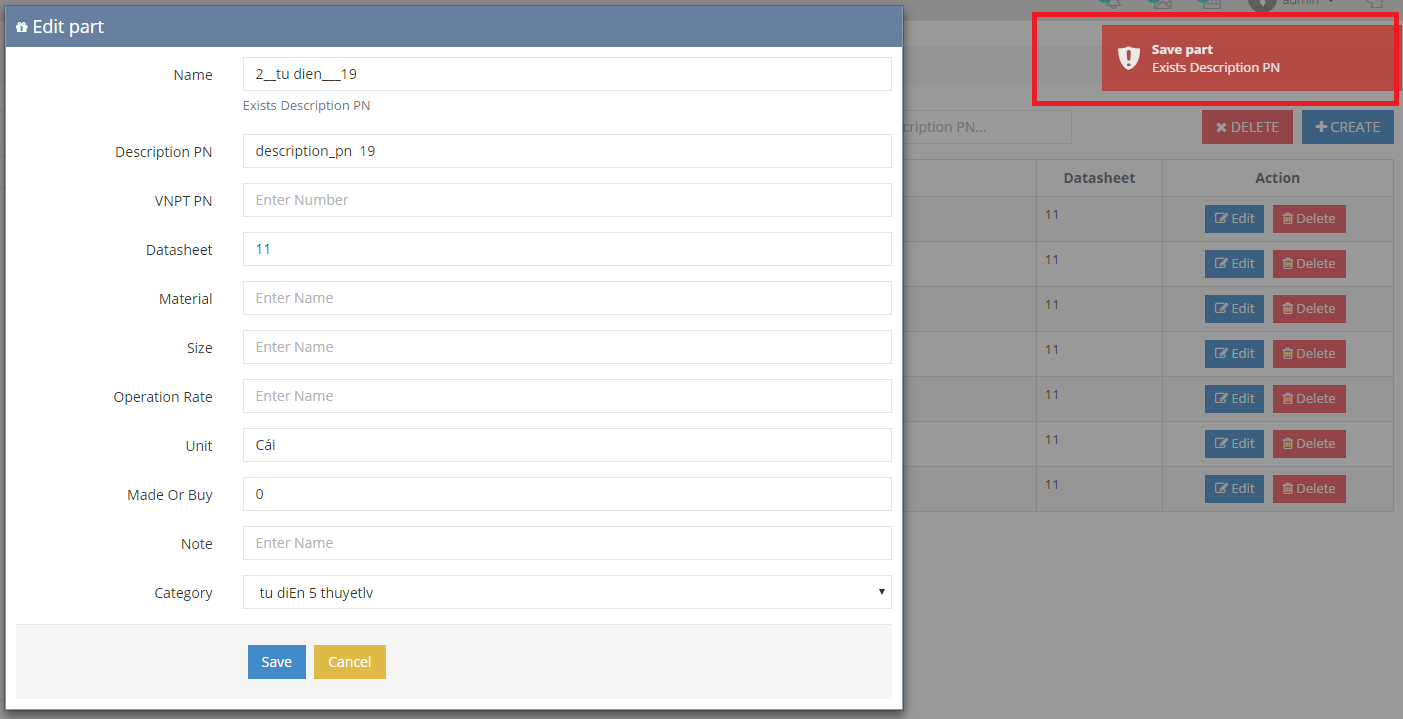 Edit part
admin
Save part
Exists Description PN
Name
2__tu dien___19
Exists Description PN
cription PN...
DELETE
CREATE
Description PN
description_pn  19
VNPT PN
Enter Number
Datasheet
11
Material
Enter Name
Size
Enter Name
Operation Rate
Enter Name
Unit
Cái
Made Or Buy
0
Note
Enter Name
Category
tu diEn 5 thuyetlv
Save
Cancel
Datasheet
Action
11
Edit
Delete
11
Edit
Delete
11
Edit
Delete
11
Edit
Delete
11
Edit
Delete
11
Edit
Delete
11
Edit
Delete